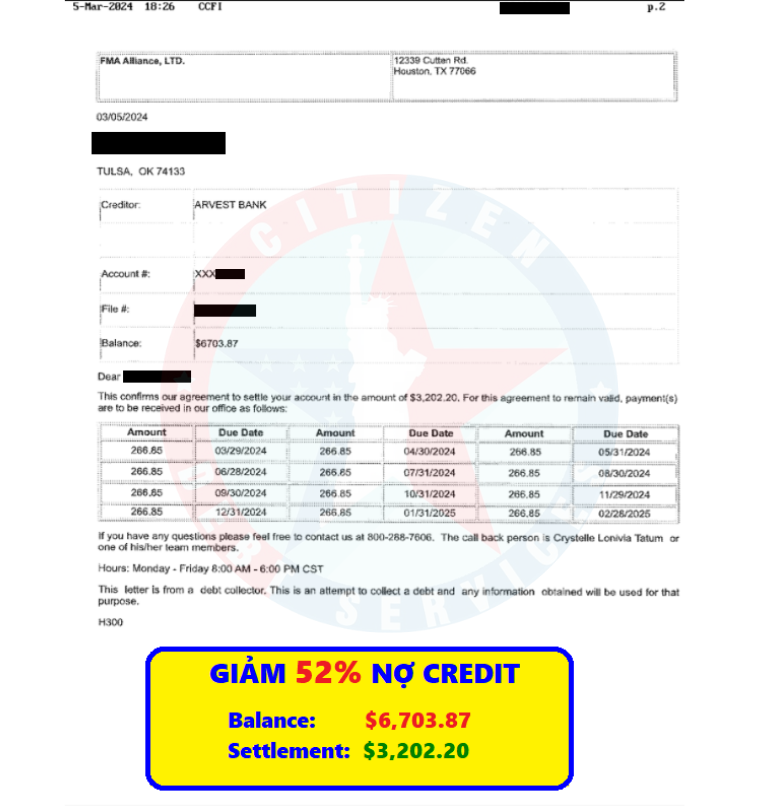 5-Mar-2024 18:26 CCFI p.2
FMA Alliance, LTD.
12339 Cutten Rd.
Houston, TX 77066
03/05/2024
TULSA, OK 74133
Creditor: ARVEST BANK
Account #: XXX
File #:
Balance: $6703.87
Dear
This confirms our agreement to settle your account in the amount of $3,202.20. For this agreement to remain valid, payment(s)
are to be received in our office as follows:
Amount Due Date Amount Due Date Amount Due Date
266.85 03/29/2024 266.85 04/30/2024 266.85 05/31/2024
266.85 06/28/2024 266.85 07/31/2024 266.85 08/30/2024
266.85 09/30/2024 266.85 10/31/2024 266.85 11/29/2024
266.85 12/31/2024 266.85 01/31/2025 266.85 02/28/2025
If you have any questions please feel free to contact us at 800-288-7606. The call back person is Crystelle Lonivia Tatum or
one of his/her team members.
Hours: Monday - Friday 8:00 AM - 6:00 PM CST
This letter is from a debt collector. This is an attempt to collect a debt and any information obtained will be used for that
purpose.
H300
CITIZEN
SERVICES
GIẢM 52% NỢ CREDIT
Balance: $6,703.87
Settlement: $3,202.20